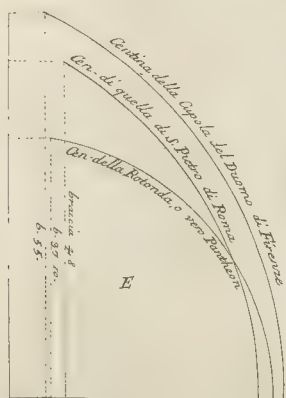 Centina della Cupola del Duomo di Firenze
Cen. di quella di S. Pietro di Roma
Cen. della Rotonda, o vero Pantheon
braccia 48
b. 37 10.
b. 55
E